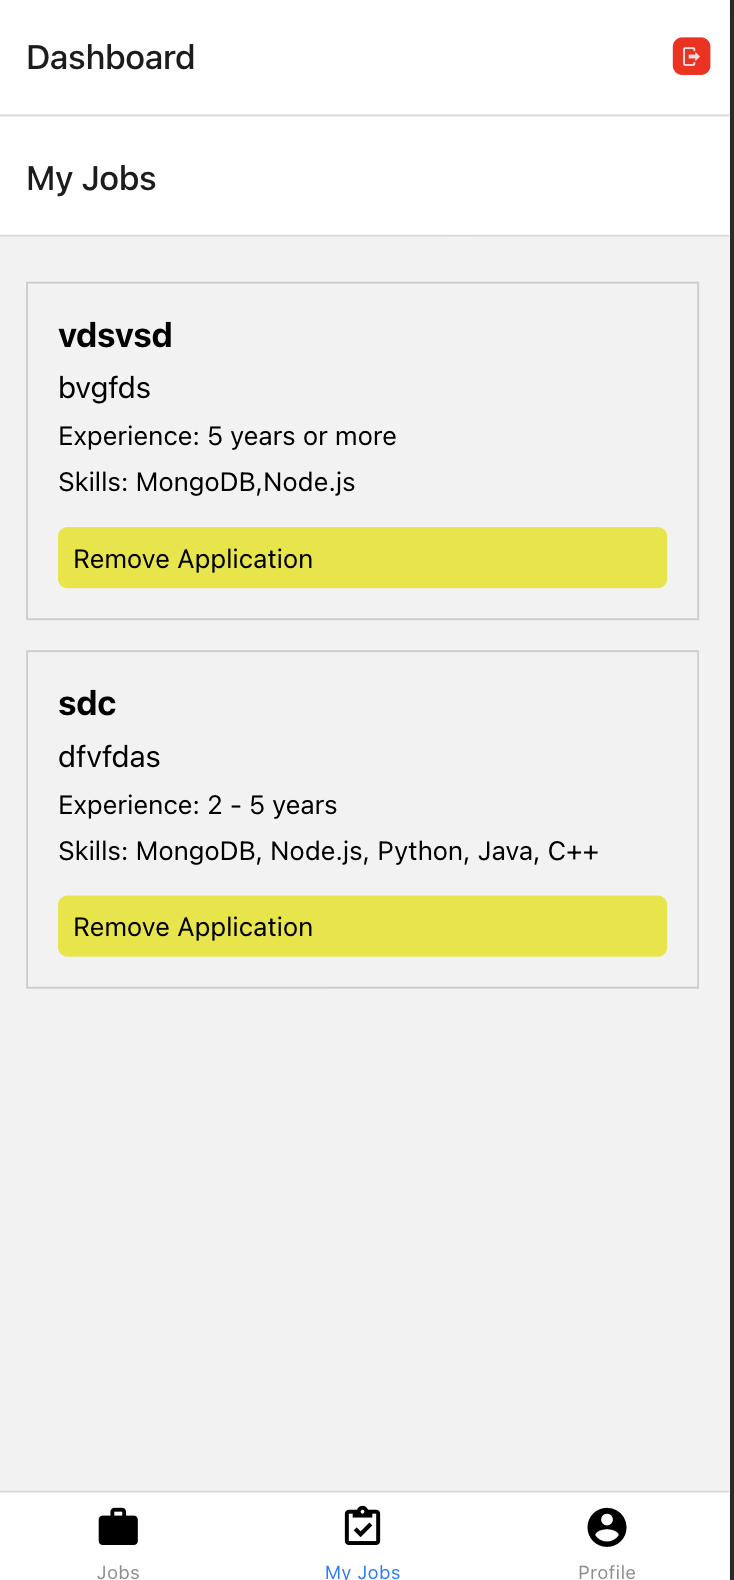 Dashboard
My Jobs
vdsvsd
bvgfds
Experience: 5 years or more
Skills: MongoDB,Node.js
Remove Application
sdc
dfvfdas
Experience: 2 - 5 years
Skills: MongoDB, Node.js, Python, Java, C++
Remove Application
Jobs
My Jobs
Profile